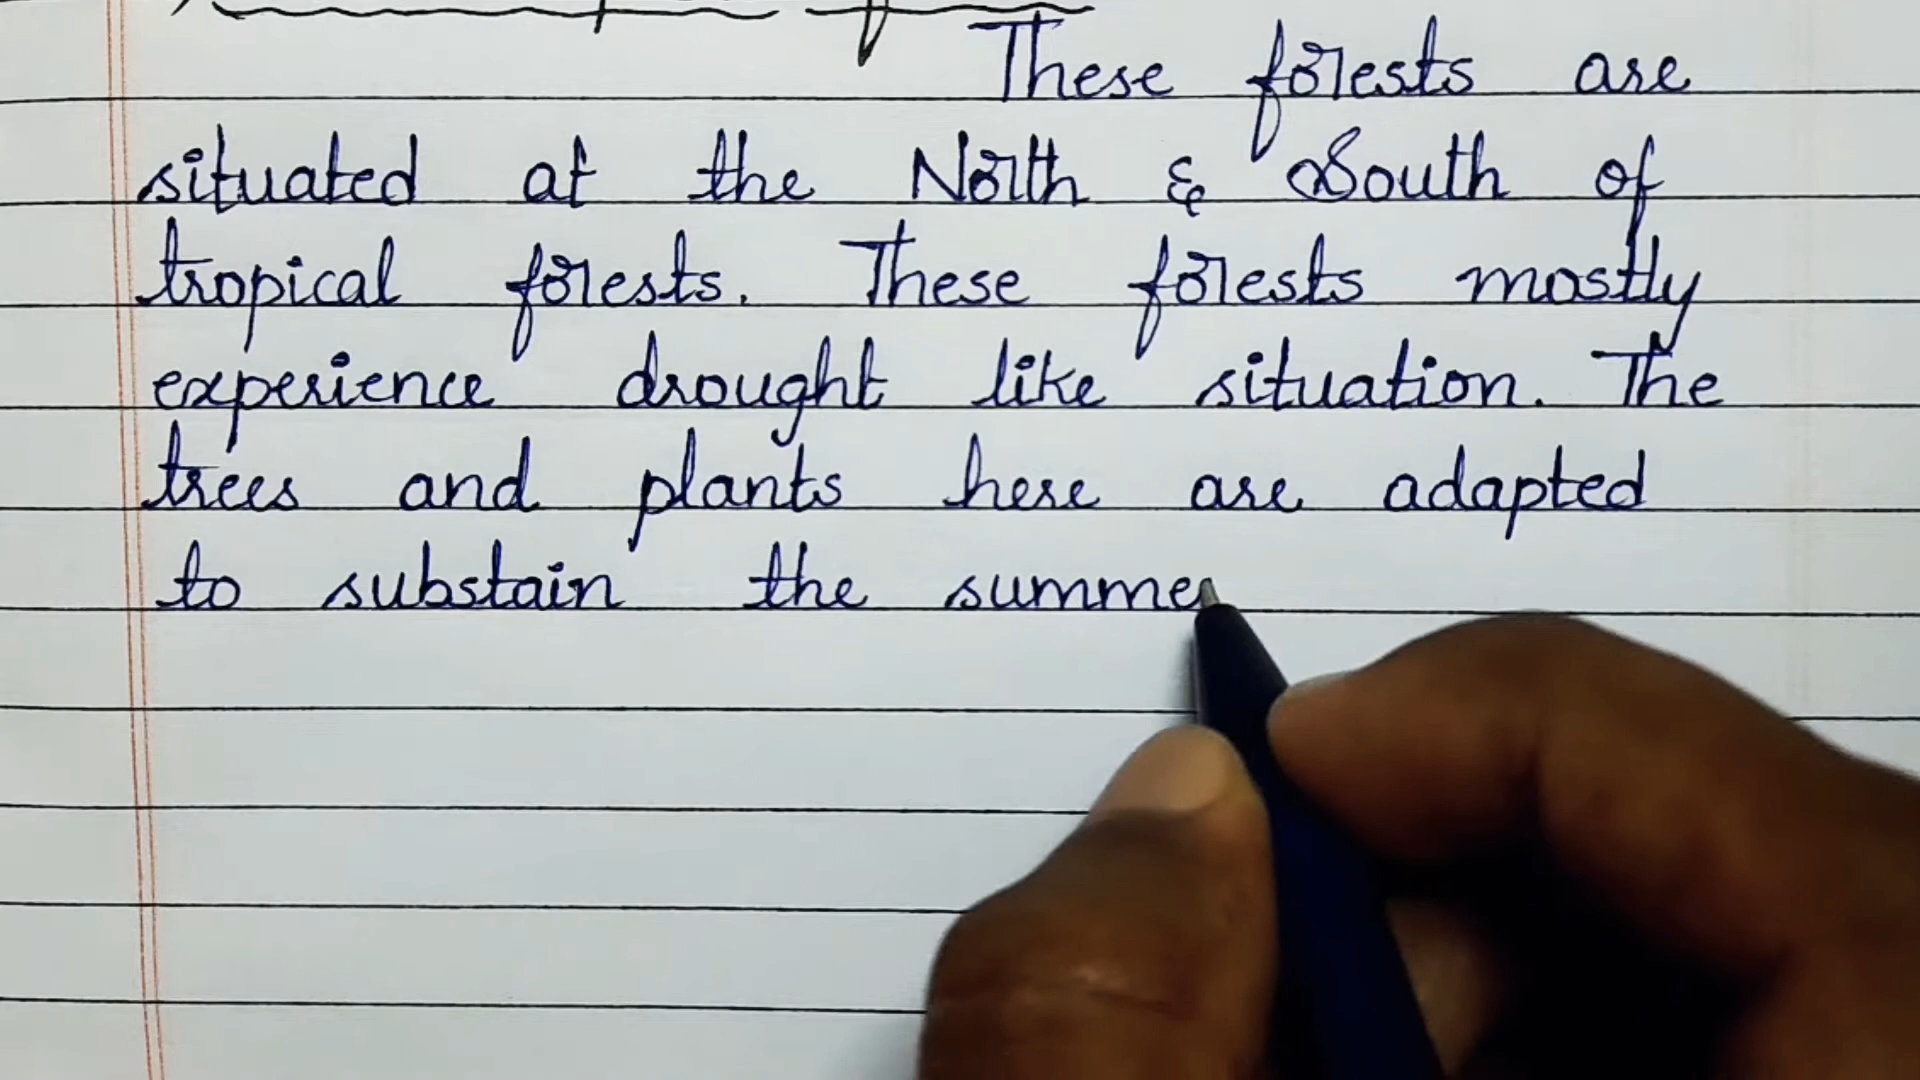 These forests are
situated at the North & South of
tropical forests. These forests mostly
experience drought like situation. The
trees and plants here are adapted
to substain the summe